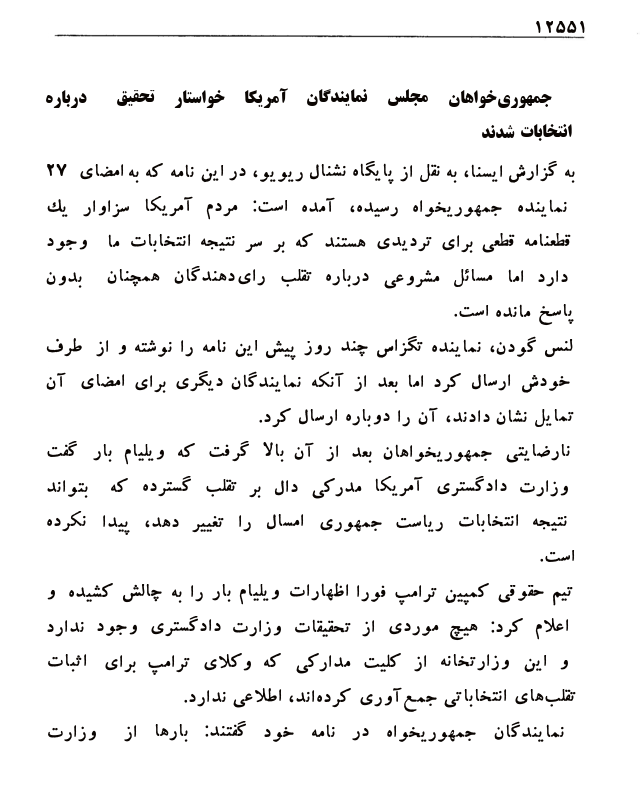 ۱۲۵۵۱
جمهوری‌خواهان مجلس نمایندگان آمریکا خواستار تحقیق درباره
انتخابات شدند
به گزارش ایسنا، به نقل از پایگاه نشنال ریویو، در این نامه که به امضای ۲۷
نماینده جمهوریخواه رسیده، آمده است: مردم آمریکا سزاوار یك
قطعنامه قطعی برای تردیدی هستند که بر سر نتیجه انتخابات ما وجود
دارد اما مسائل مشروعی درباره تقلب رای‌دهندگان همچنان بدون
پاسخ مانده است.
لنس گودن، نماینده تگزاس چند روز پیش این نامه را نوشته و از طرف
خودش ارسال کرد اما بعد از آنکه نمایندگان دیگری برای امضای آن
تمایل نشان دادند، آن را دوباره ارسال کرد.
نارضایتی جمهوریخواهان بعد از آن بالا گرفت که ویلیام بار گفت
وزارت دادگستری آمریکا مدرکی دال بر تقلب گسترده که بتواند
نتیجه انتخابات ریاست جمهوری امسال را تغییر دهد، پیدا نکرده
است.
تیم حقوقی کمپین ترامپ فورا اظهارات ویلیام بار را به چالش کشیده و
اعلام کرد: هیچ موردی از تحقیقات وزارت دادگستری وجود ندارد
و این وزارتخانه از کلیت مدارکی که وکلای ترامپ برای اثبات
تقلب‌های انتخاباتی جمع‌آوری کرده‌اند، اطلاعی ندارد.
نمایندگان جمهوریخواه در نامه خود گفتند: بارها از وزارت